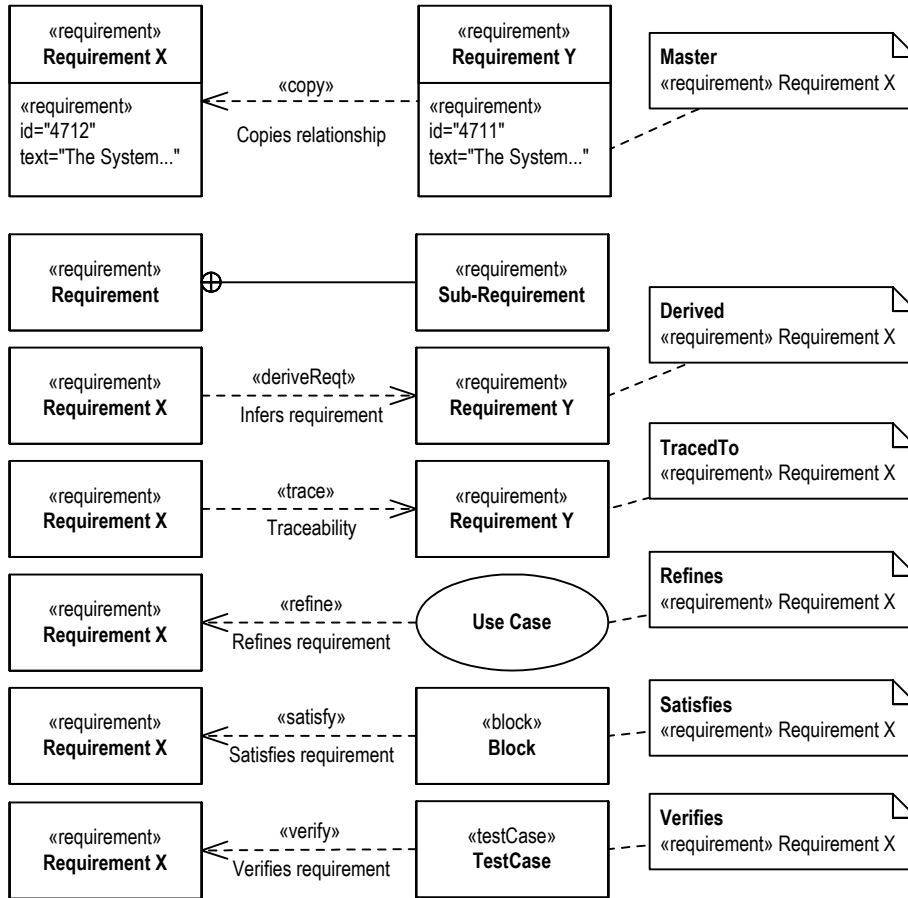 «requirement»
Requirement X
«requirement»
id="4712"
text="The System..."
«copy»
Copies relationship
«requirement»
Requirement Y
«requirement»
id="4711"
text="The System..."
Master
«requirement» Requirement X
«requirement»
Requirement
«requirement»
Sub-Requirement
«requirement»
Requirement X
«deriveReqt»
Infers requirement
«requirement»
Requirement Y
Derived
«requirement» Requirement X
«requirement»
Requirement X
«trace»
Traceability
«requirement»
Requirement Y
TracedTo
«requirement» Requirement X
«requirement»
Requirement X
«refine»
Refines requirement
Use Case
Refines
«requirement» Requirement X
«requirement»
Requirement X
«satisfy»
Satisfies requirement
«block»
Block
Satisfies
«requirement» Requirement X
«requirement»
Requirement X
«verify»
Verifies requirement
«testCase»
TestCase
Verifies
«requirement» Requirement X